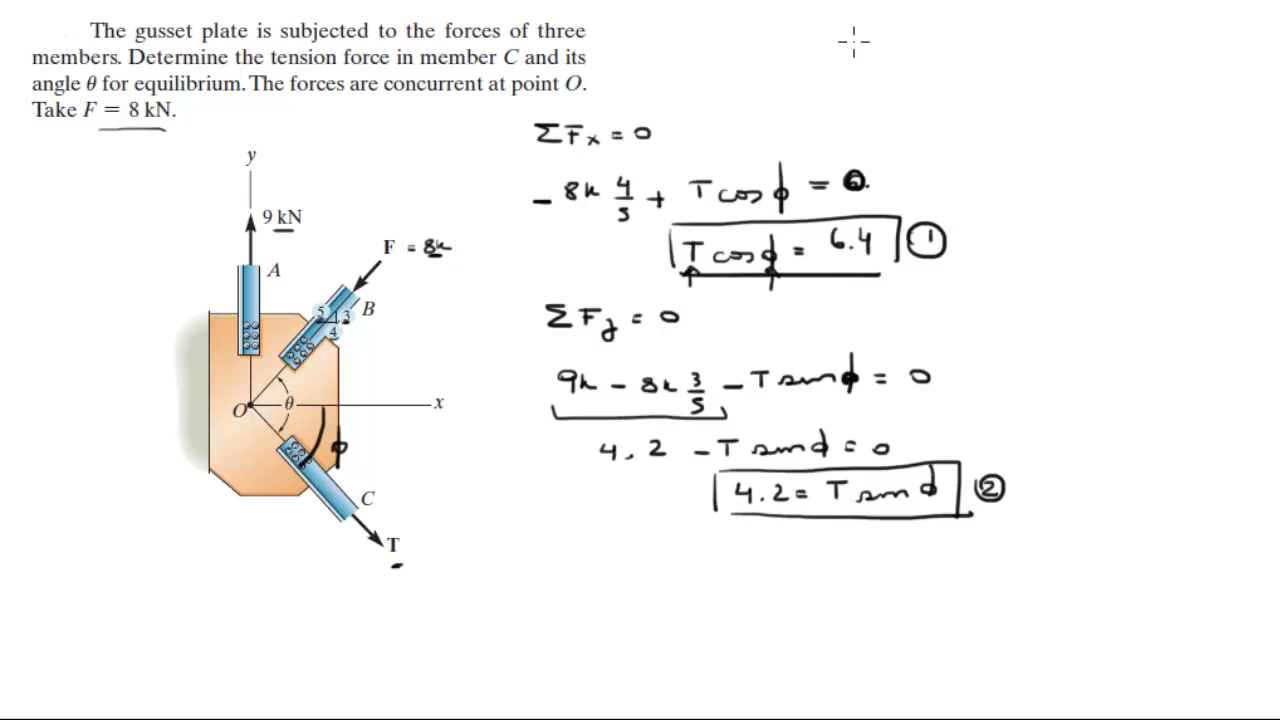 The gusset plate is subjected to the forces of three
members. Determine the tension force in member C and its
angle θ for equilibrium. The forces are concurrent at point O.
Take F = 8 kN.
ΣFx = 0
- 8k 4/5 + T cos ϕ = 0.
T cos ϕ = 6.4 ①
ΣFy = 0
9k - 8k 3/5 - T sin ϕ = 0
4.2 - T sin ϕ = 0
4.2 = T sin ϕ ②
y
9 kN
F = 8k
A
5
3
B
4
O
θ
x
ϕ
C
T